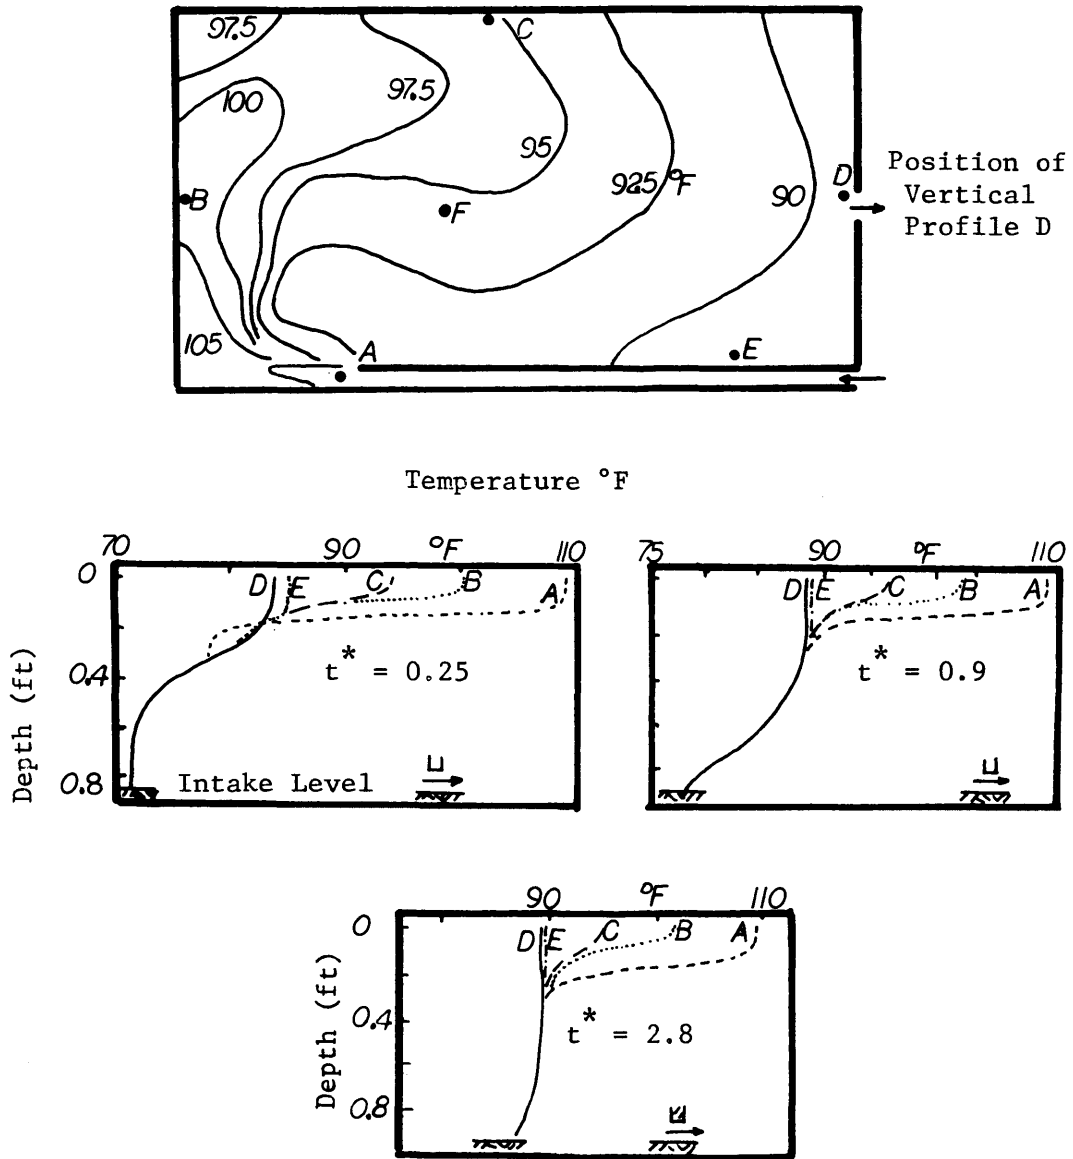 97.5
C
97.5
100
95
92.5 °F
90
D
B
F
Position of
Vertical
Profile D
105
A
E
Temperature °F
70
90
°F
110
0
D
E
C
B
A
0.4
t* = 0.25
0.8
Intake Level
Depth (ft)
75
90
°F
110
D
E
C
B
A
t* = 0.9
90
°F
110
0
D
E
C
B
A
0.4
t* = 2.8
0.8
Depth (ft)